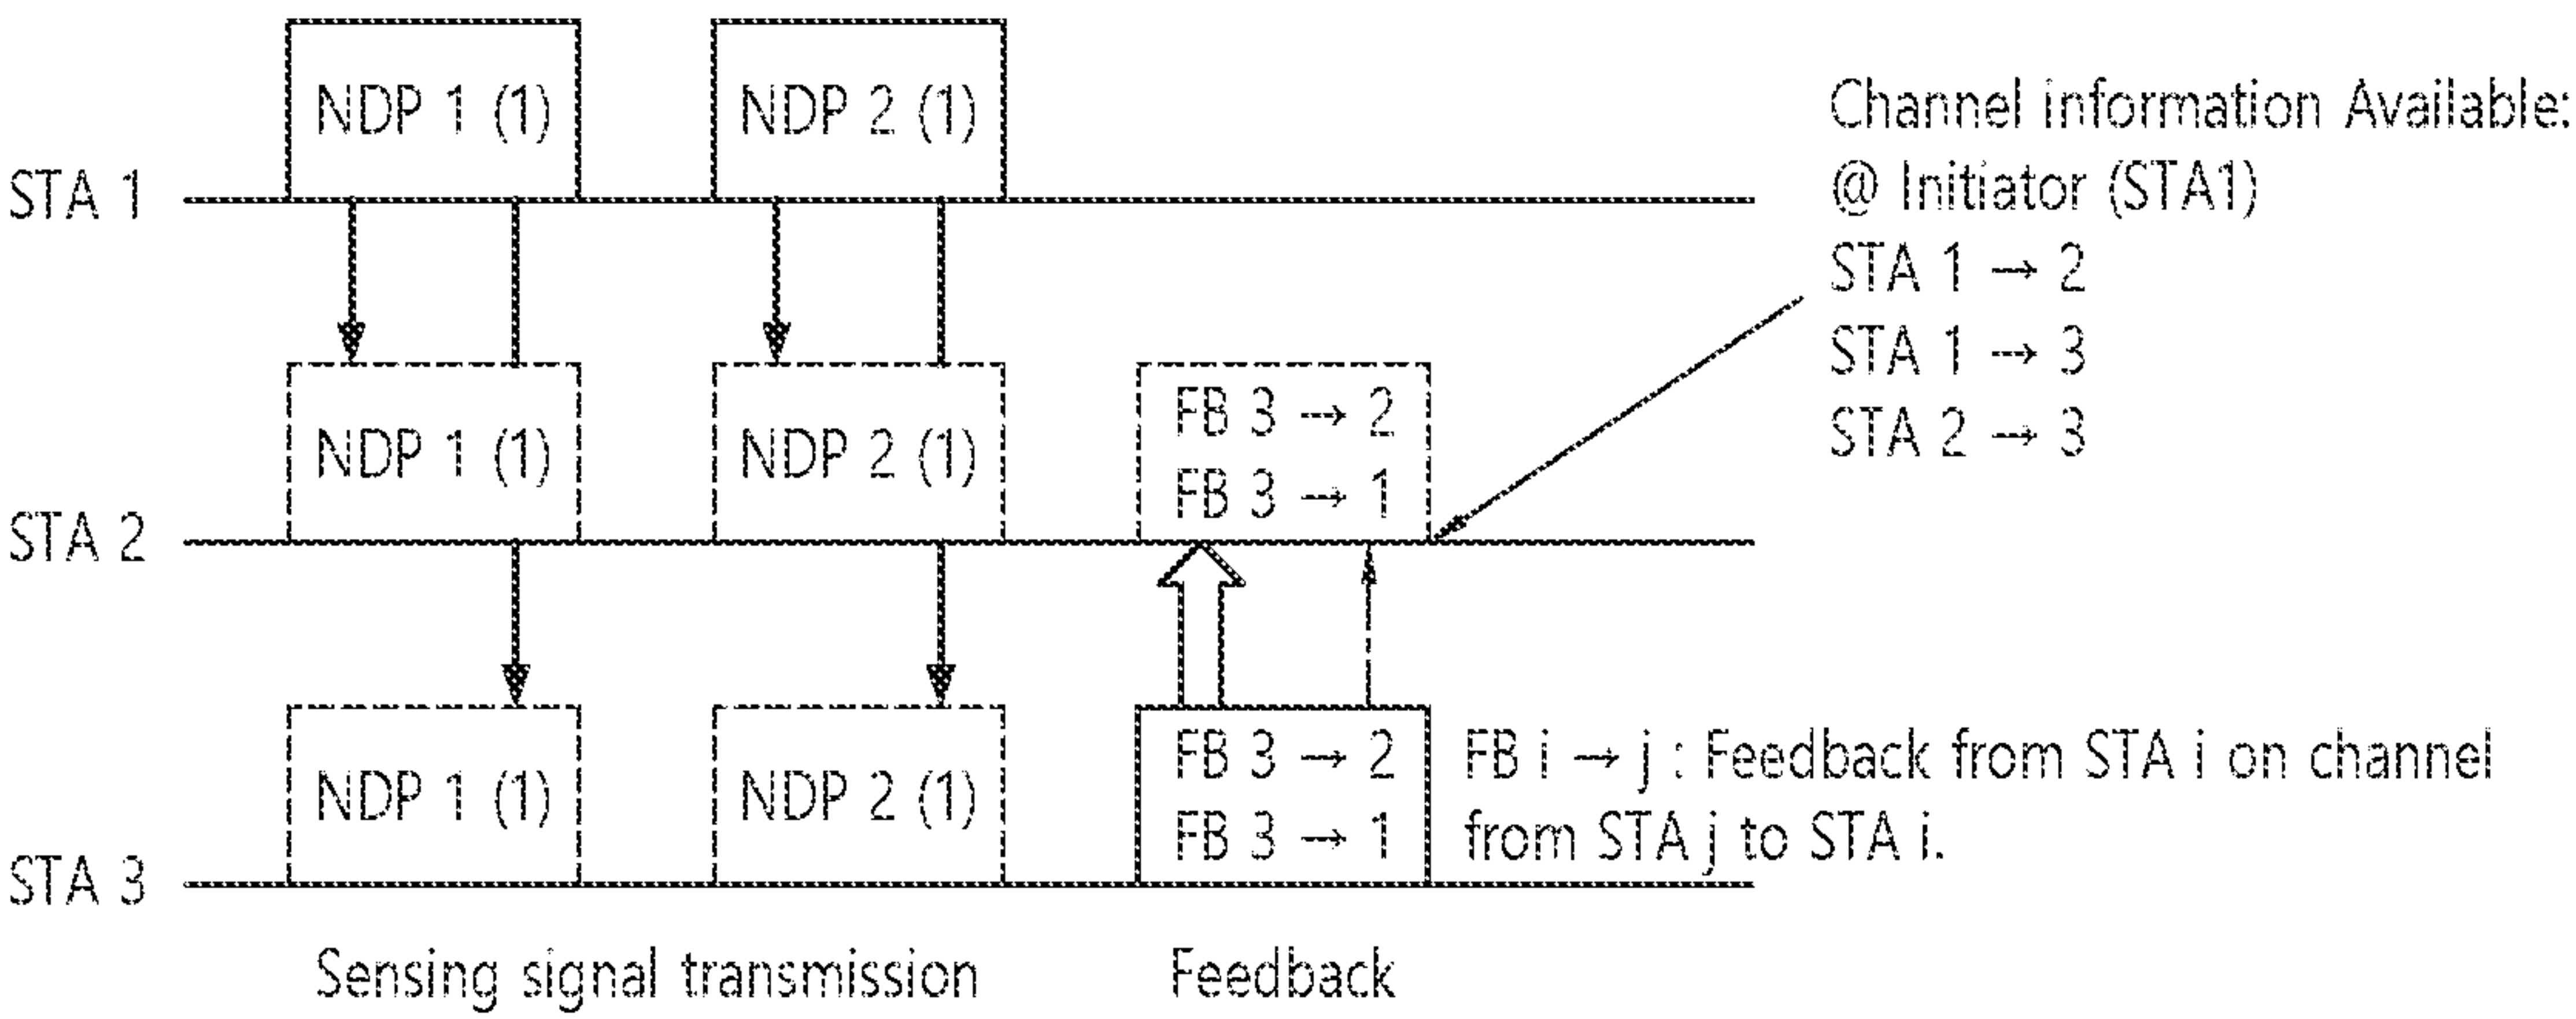 NDP 1 (1)
NDP 2 (1)
STA 1
Channel information Available:
@ Initiator (STA1)
STA 1 → 2
STA 1 → 3
STA 2 → 3
NDP 1 (1)
NDP 2 (1)
FB 3 → 2
FB 3 → 1
STA 2
NDP 1 (1)
NDP 2 (1)
FB 3 → 2
FB 3 → 1
FB i → j : Feedback from STA i on channel
from STA j to STA i.
STA 3
Sensing signal transmission
Feedback